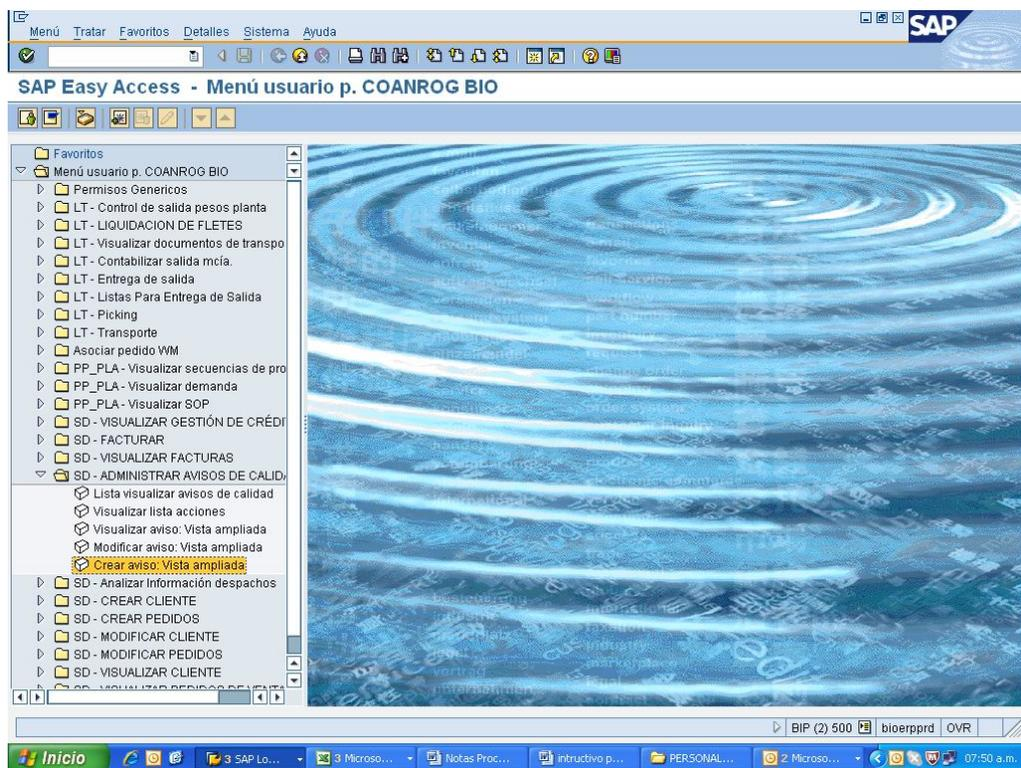 Menú Tratar Favoritos Detalles Sistema Ayuda
SAP
SAP Easy Access - Menú usuario p. COANROG BIO
Favoritos
Menú usuario p. COANROG BIO
Permisos Genericos
LT - Control de salida pesos planta
LT - LIQUIDACION DE FLETES
LT - Visualizar documentos de transpo
LT - Contabilizar salida mcía.
LT - Entrega de salida
LT - Listas Para Entrega de Salida
LT - Picking
LT - Transporte
Asociar pedido WM
PP_PLA - Visualizar secuencias de pro
PP_PLA - Visualizar demanda
PP_PLA - Visualizar SOP
SD - VISUALIZAR GESTIÓN DE CRÉDI
SD - FACTURAR
SD - VISUALIZAR FACTURAS
SD - ADMINISTRAR AVISOS DE CALID
Lista visualizar avisos de calidad
Visualizar lista acciones
Visualizar aviso: Vista ampliada
Modificar aviso: Vista ampliada
Crear aviso: Vista ampliada
SD - Analizar Información despachos
SD - CREAR CLIENTE
SD - CREAR PEDIDOS
SD - MODIFICAR CLIENTE
SD - MODIFICAR PEDIDOS
SD - VISUALIZAR CLIENTE
SD - VISUALIZAR PEDIDOS DE VENTA
BIP (2) 500 bioerpprd OVR
Inicio 3 SAP Lo... 3 Microso... Notas Proc... intructivo p... PERSONAL... 2 Microso... 07:50 a.m.